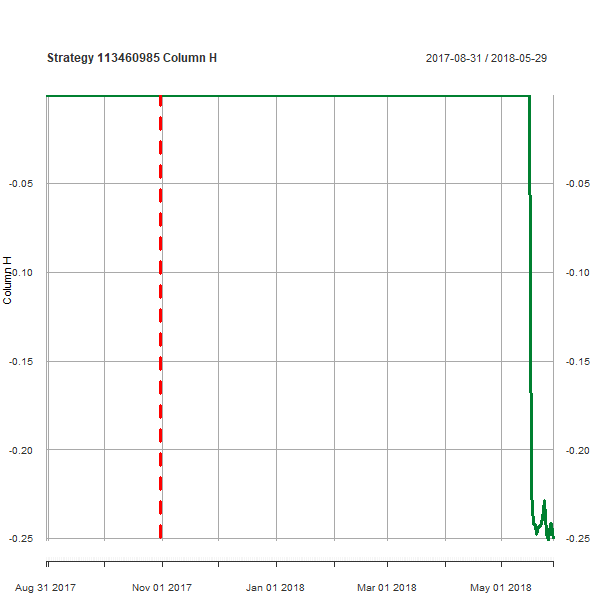 Strategy 113460985 Column H
2017-08-31 / 2018-05-29
-0.05 -0.05
-0.10 -0.10
Column H
-0.15 -0.15
-0.20 -0.20
-0.25 -0.25
Aug 31 2017 Nov 01 2017 Jan 01 2018 Mar 01 2018 May 01 2018